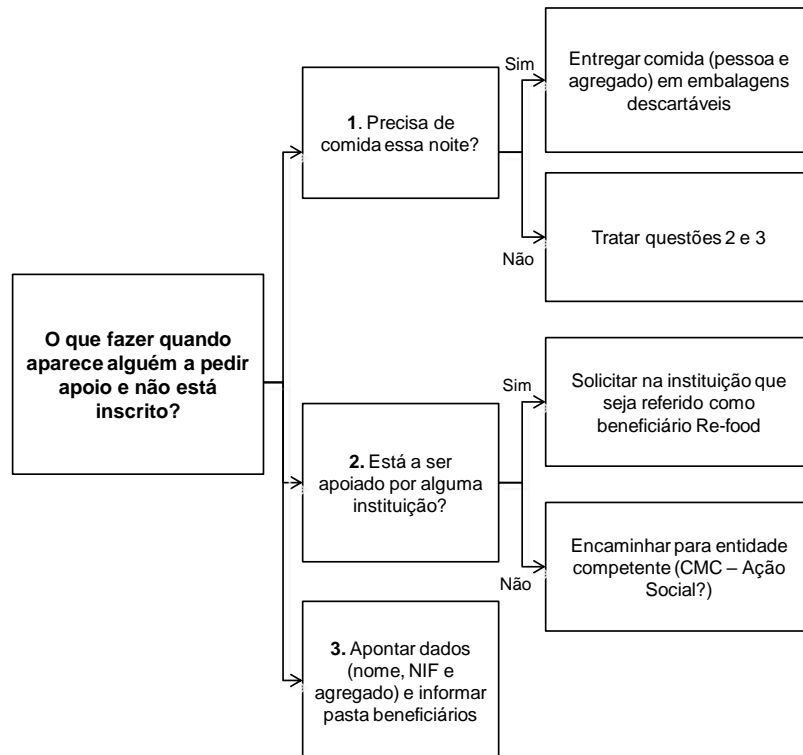 O que fazer quando
aparece alguém a pedir
apoio e não está
inscrito?
1. Precisa de
comida essa noite?
Sim
Entregar comida (pessoa e
agregado) em embalagens
descartáveis
Não
Tratar questões 2 e 3
2. Está a ser
apoiado por alguma
instituição?
Sim
Solicitar na instituição que
seja referido como
beneficiário Re-food
Não
Encaminhar para entidade
competente (CMC – Ação
Social?)
3. Apontar dados
(nome, NIF e
agregado) e informar
pasta beneficiários